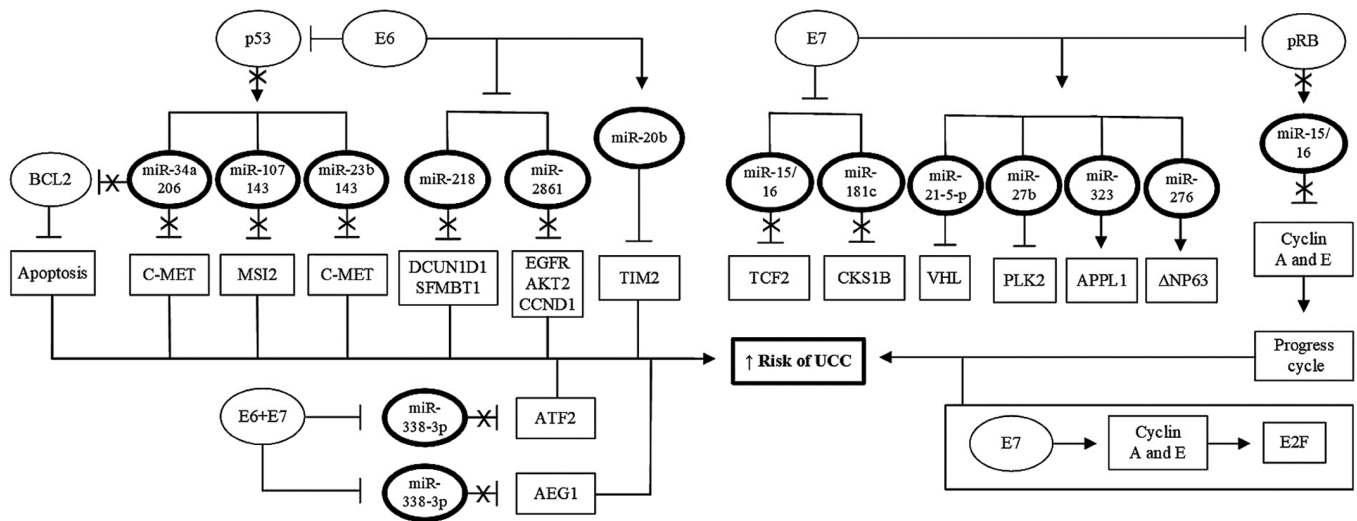 p53
E6
E7
pRB
miR-20b
miR-15/
16
BCL2
miR-34a
206
miR-107
143
miR-23b
143
miR-218
miR-
2861
miR-15/
16
miR-
181c
miR-
21-5-p
miR-
27b
miR-
323
miR-
276
Apoptosis
C-MET
MSI2
C-MET
DCUN1D1
SFMBT1
EGFR
AKT2
CCND1
TIM2
TCF2
CKS1B
VHL
PLK2
APPL1
ΔNP63
Cyclin
A and E
↑ Risk of UCC
Progress
cycle
E6+E7
miR-
338-3p
ATF2
miR-
338-3p
AEG1
E7
Cyclin
A and E
E2F